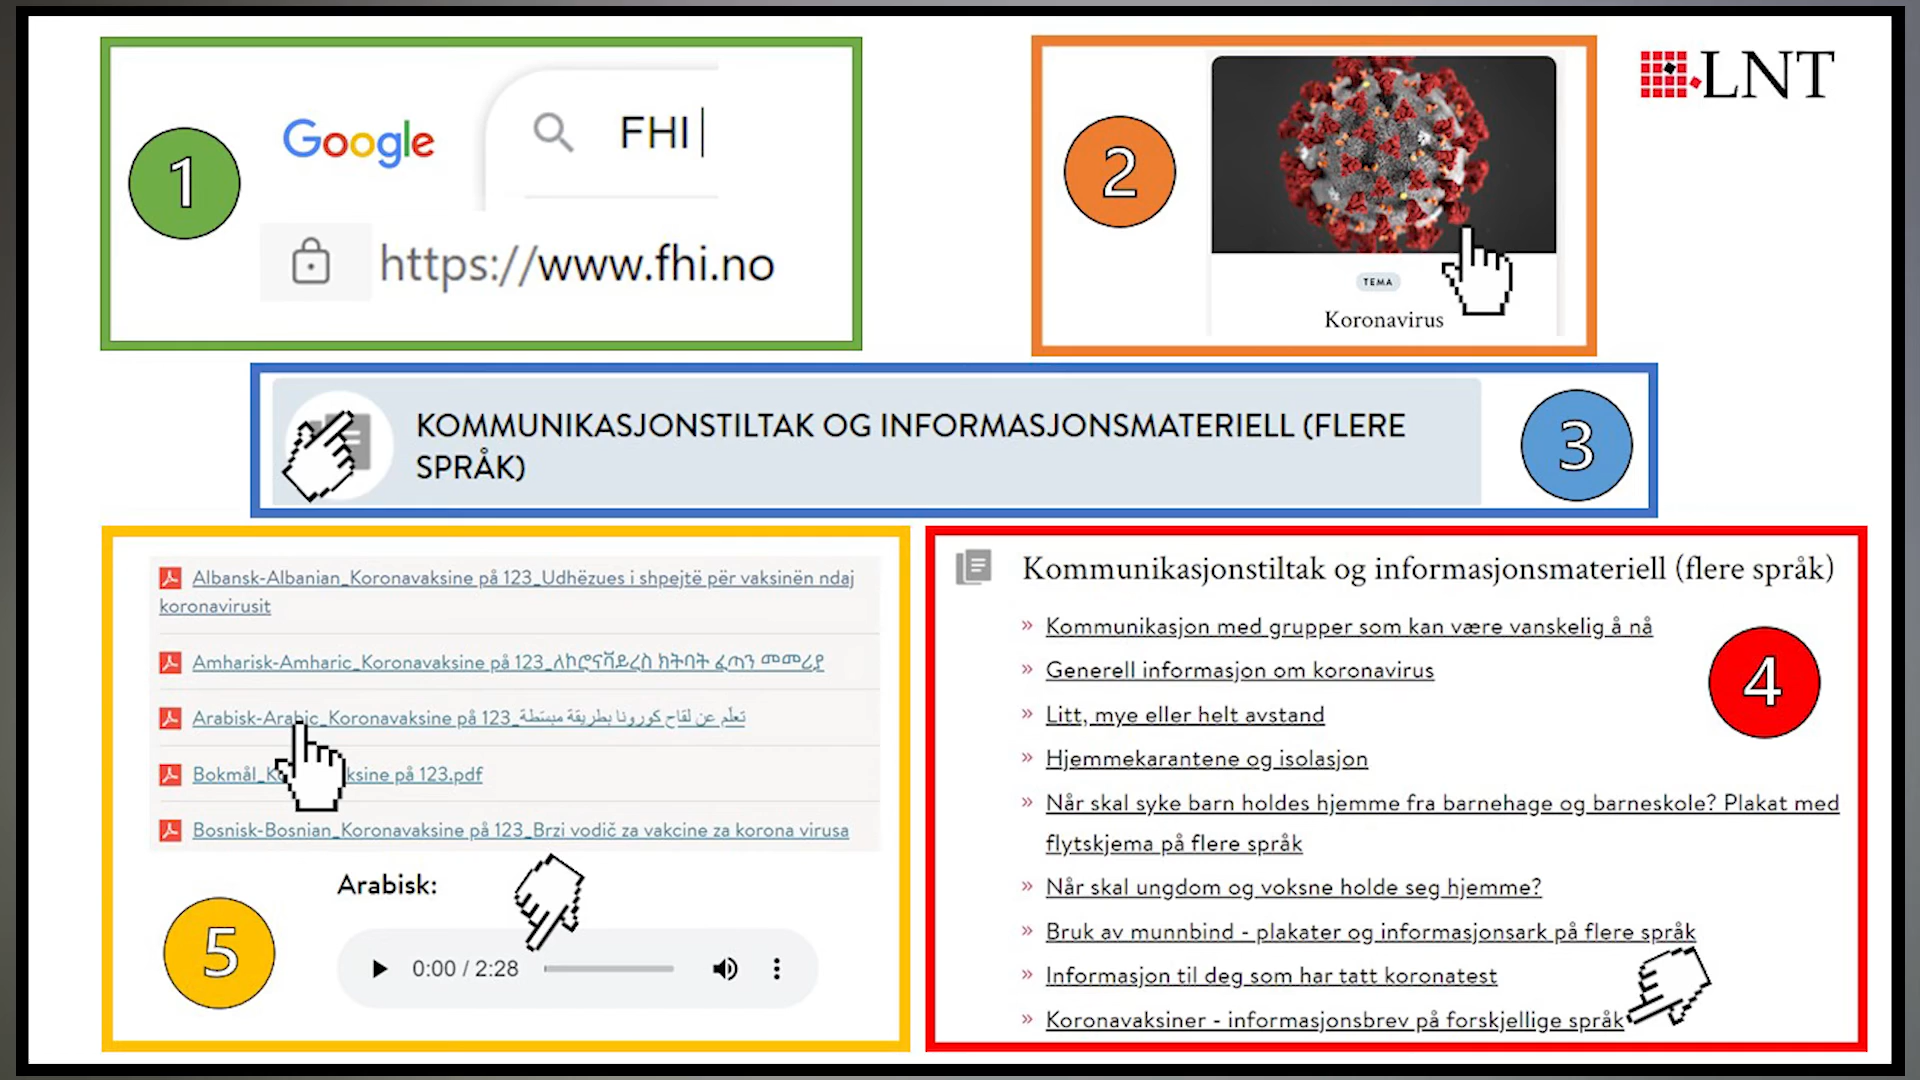 1
Google
FHI
https://www.fhi.no
2
TEMA
Koronavirus
LNT
KOMMUNIKASJONSTILTAK OG INFORMASJONSMATERIELL (FLERE
SPRÅK)
3
Albansk-Albanian_Koronavaksine på 123_Udhëzues i shpejtë për vaksinën ndaj
koronavirusit
Amharisk-Amharic_Koronavaksine på 123_ለኮሮናቫይረስ ክትባት ፈጣን መመሪያ
Arabisk-Arabic_Koronavaksine på 123_تعلّم عن لقاح كورونا بطريقة مبسّطة
Bokmål_ ksine på 123.pdf
Bosnisk-Bosnian_Koronavaksine på 123_Brzi vodič za vakcine za korona virusa
Arabisk:
0:00 / 2:28
5
Kommunikasjonstiltak og informasjonsmateriell (flere språk)
» Kommunikasjon med grupper som kan være vanskelig å nå
» Generell informasjon om koronavirus
» Litt, mye eller helt avstand
» Hjemmekarantene og isolasjon
» Når skal syke barn holdes hjemme fra barnehage og barneskole? Plakat med
flytskjema på flere språk
» Når skal ungdom og voksne holde seg hjemme?
» Bruk av munnbind - plakater og informasjonsark på flere språk
» Informasjon til deg som har tatt koronatest
» Koronavaksiner - informasjonsbrev på forskjellige språk
4